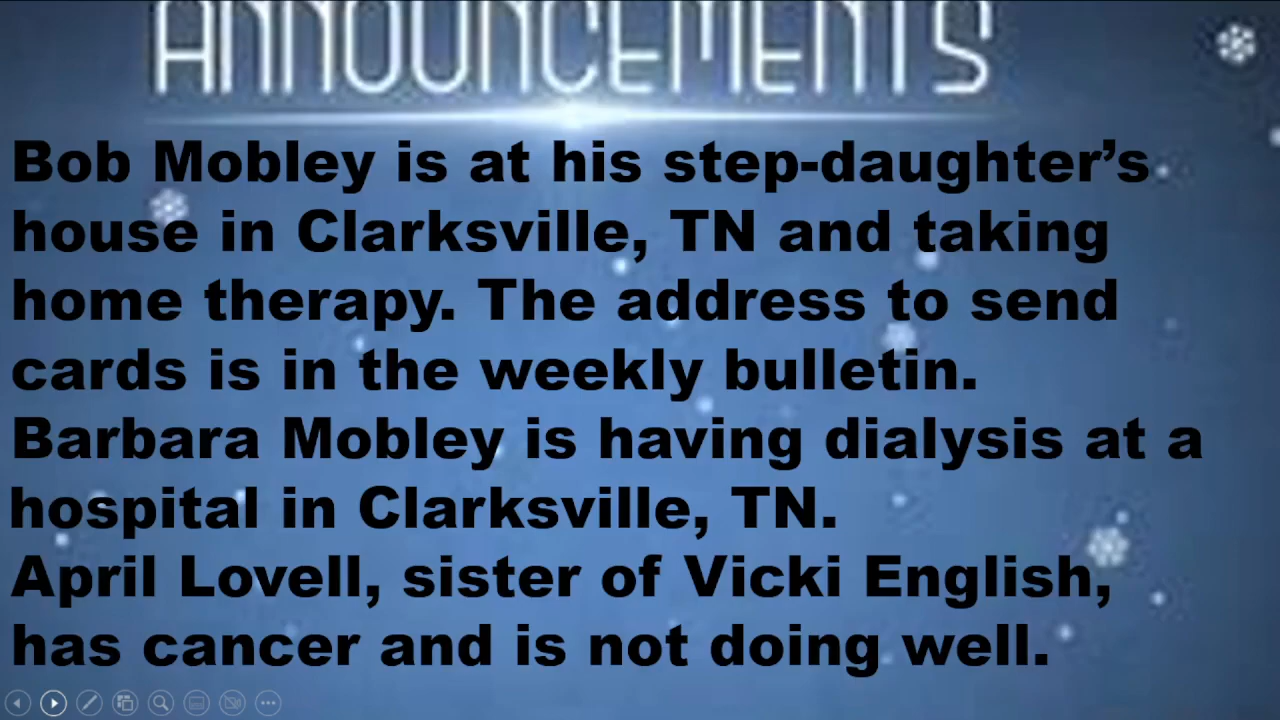 ANNOUNCEMENTS
Bob Mobley is at his step-daughter’s
house in Clarksville, TN and taking
home therapy. The address to send
cards is in the weekly bulletin.
Barbara Mobley is having dialysis at a
hospital in Clarksville, TN.
April Lovell, sister of Vicki English,
has cancer and is not doing well.